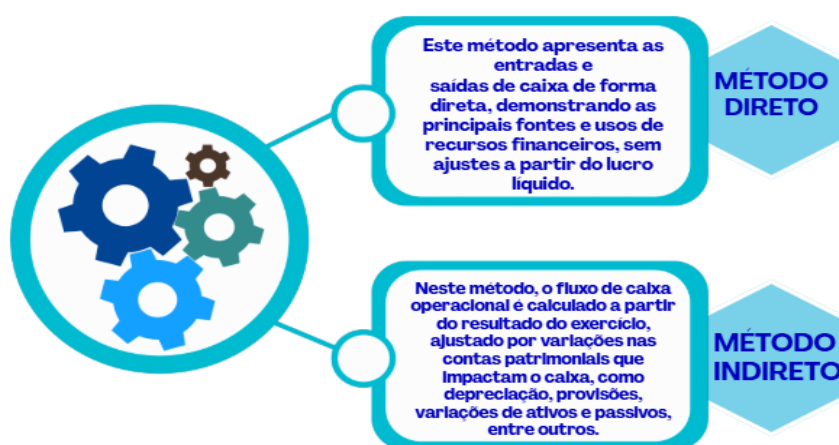 Este método apresenta as
entradas e
saídas de caixa de forma
direta, demonstrando as
principais fontes e usos de
recursos financeiros, sem
ajustes a partir do lucro
líquido.
MÉTODO
DIRETO
Neste método, o fluxo de caixa
operacional é calculado a partir
do resultado do exercício,
ajustado por variações nas
contas patrimoniais que
impactam o caixa, como
depreciação, provisões,
variações de ativos e passivos,
entre outros.
MÉTODO
INDIRETO